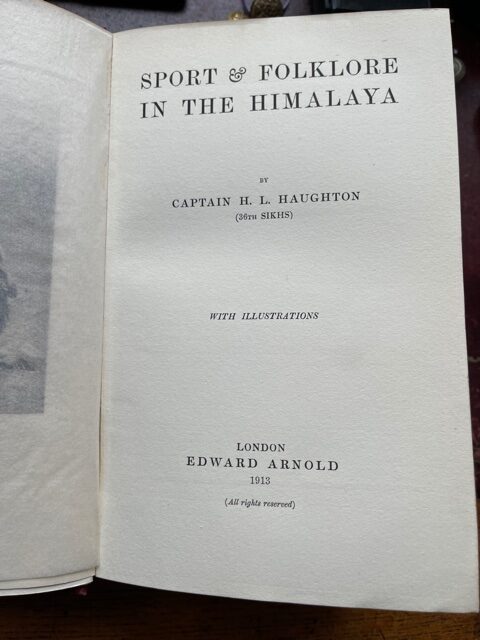 SPORT & FOLKLORE
IN THE HIMALAYA
BY
CAPTAIN H. L. HAUGHTON
(36TH SIKHS)
WITH ILLUSTRATIONS
LONDON
EDWARD ARNOLD
1913
(All rights reserved)